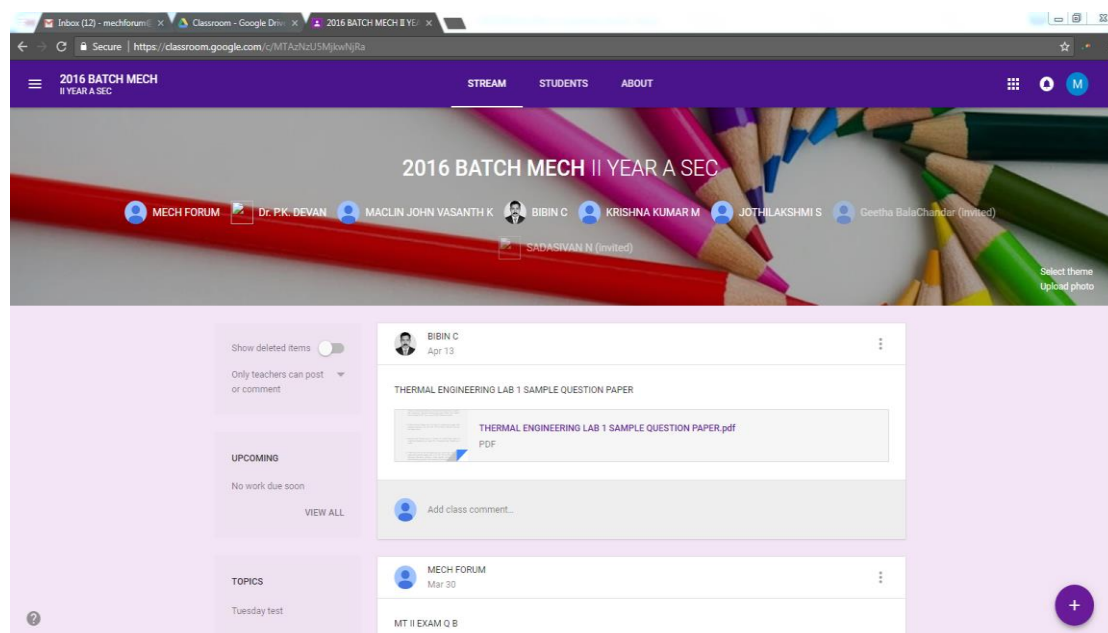 Inbox (12) - mechforum@
Classroom - Google Driv
2016 BATCH MECH II YEA
Secure | https://classroom.google.com/c/MTAzNzU5MjkwNjRa
2016 BATCH MECH
II YEAR A SEC
STREAM STUDENTS ABOUT
M
2016 BATCH MECH II YEAR A SEC
MECH FORUM Dr. P.K. DEVAN MACLIN JOHN VASANTH K BIBIN C KRISHNA KUMAR M JOTHILAKSHMI S Geetha BalaChandar (invited)
SADASIVAN N (invited)
Select theme
Upload photo
Show deleted items
Only teachers can post
or comment
UPCOMING
No work due soon
VIEW ALL
TOPICS
Tuesday test
BIBIN C
Apr 13
THERMAL ENGINEERING LAB 1 SAMPLE QUESTION PAPER
THERMAL ENGINEERING LAB 1 SAMPLE QUESTION PAPER.pdf
PDF
Add class comment...
MECH FORUM
Mar 30
MT II EXAM Q B